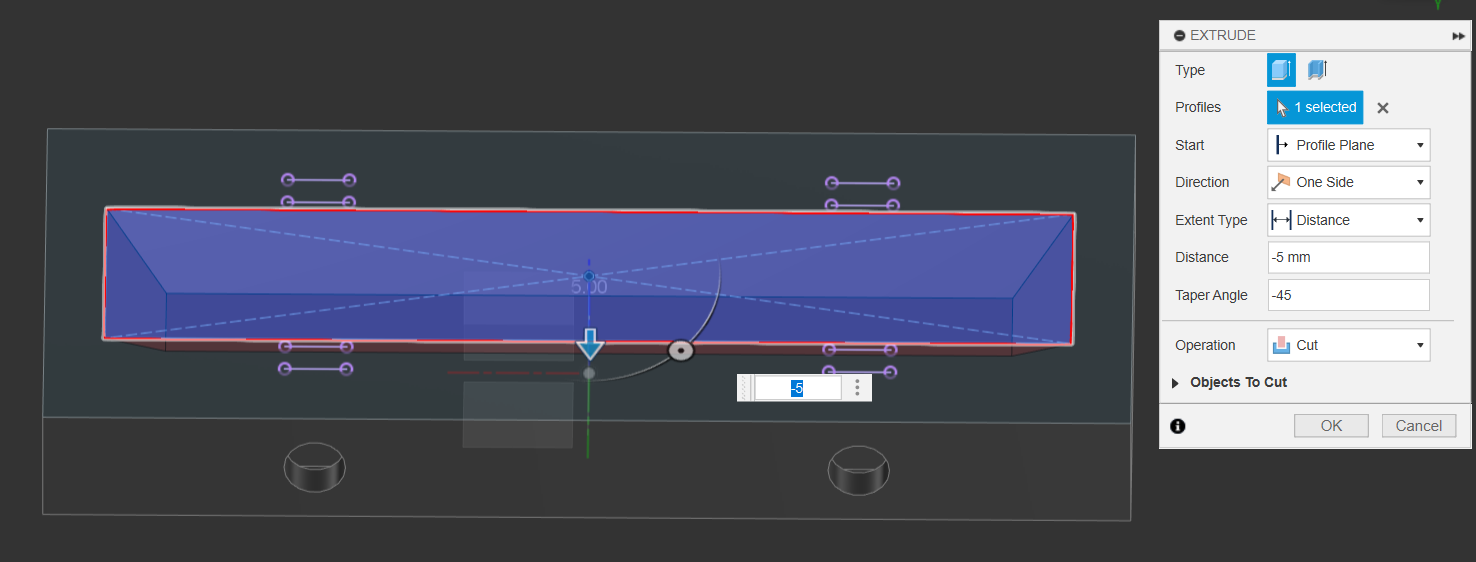 Y
EXTRUDE
Type
Profiles 1 selected
Start Profile Plane
Direction One Side
Extent Type Distance
Distance -5 mm
Taper Angle -45
Operation Cut
Objects To Cut
OK Cancel
5.00
-5